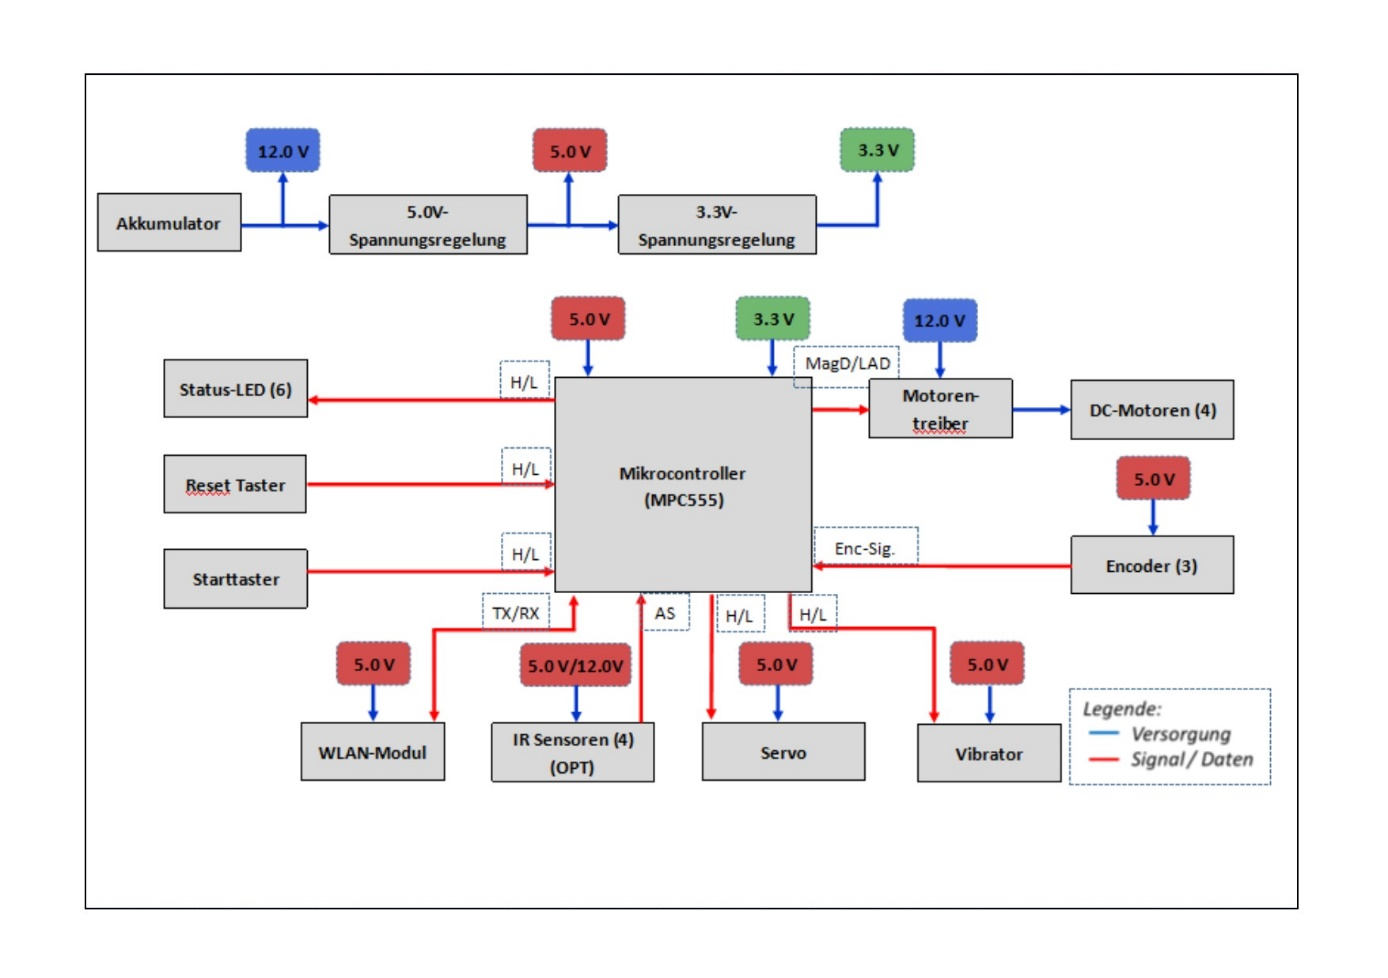 12.0 V
5.0 V
3.3 V
Akkumulator
5.0V-
Spannungsregelung
3.3V-
Spannungsregelung
5.0 V
3.3 V
12.0 V
MagD/LAD
Status-LED (6)
H/L
Motoren-
treiber
DC-Motoren (4)
Reset Taster
H/L
Mikrocontroller
(MPC555)
5.0 V
Starttaster
H/L
Enc-Sig.
Encoder (3)
TX/RX
AS
H/L
H/L
5.0 V
5.0 V/12.0V
5.0 V
5.0 V
WLAN-Modul
IR Sensoren (4)
(OPT)
Servo
Vibrator
Legende:
Versorgung
Signal / Daten